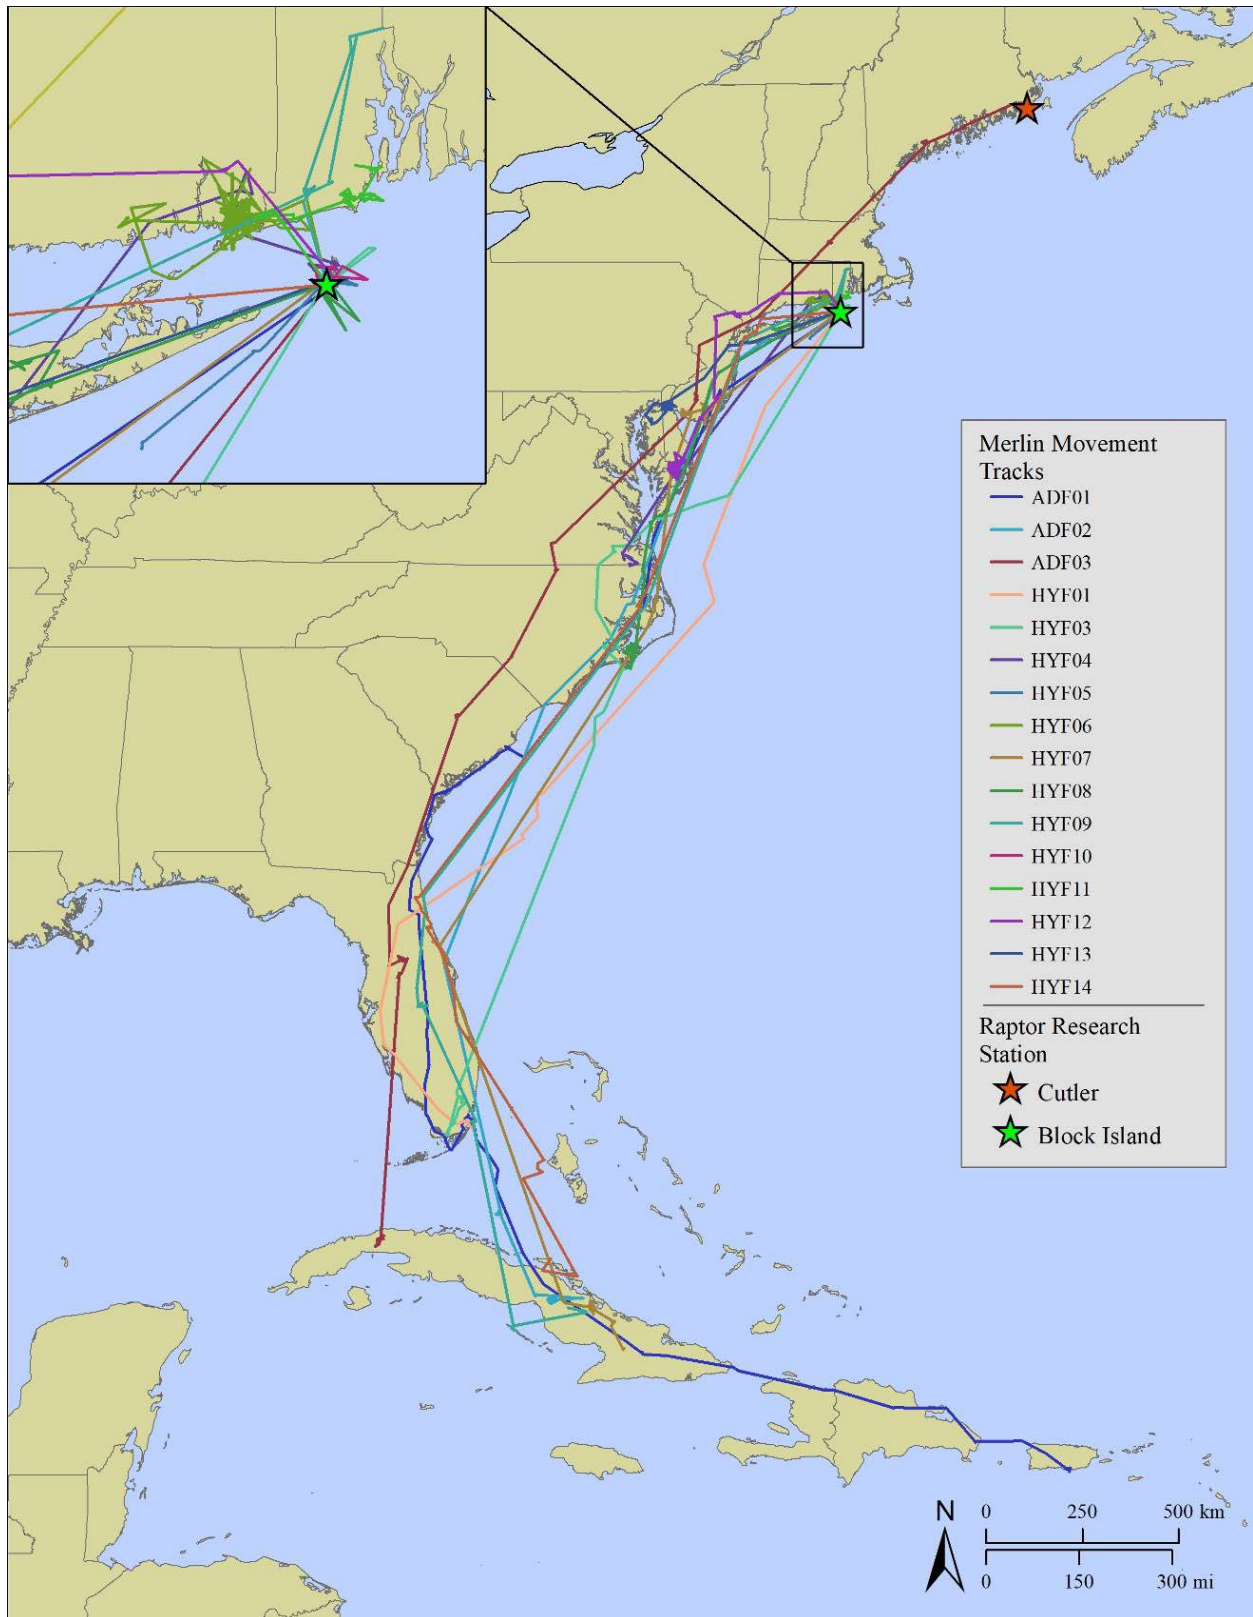 Merlin Movement
Tracks
ADF01
ADF02
ADF03
HYF01
HYF03
HYF04
HYF05
HYF06
HYF07
HYF08
HYF09
HYF10
HYF11
HYF12
HYF13
HYF14
Raptor Research
Station
Cutler
Block Island
N
0 250 500 km
0 150 300 mi